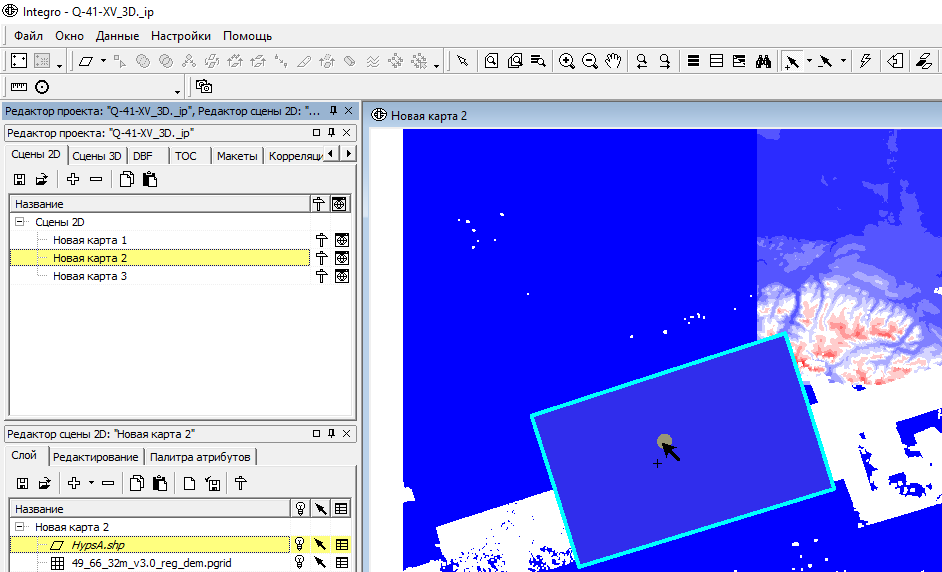 Integro - Q-41-XV_3D._ip
Файл Окно Данные Настройки Помощь
Редактор проекта: "Q-41-XV_3D._ip", Редактор сцены 2D: "...
Редактор проекта: "Q-41-XV_3D._ip"
Сцены 2D Сцены 3D DBF ТОС Макеты Корреляци
Название
Сцены 2D
Новая карта 1
Новая карта 2
Новая карта 3
Редактор сцены 2D: "Новая карта 2"
Слой Редактирование Палитра атрибутов
Название
Новая карта 2
HypsA.shp
49_66_32m_v3.0_reg_dem.pgrid
Новая карта 2